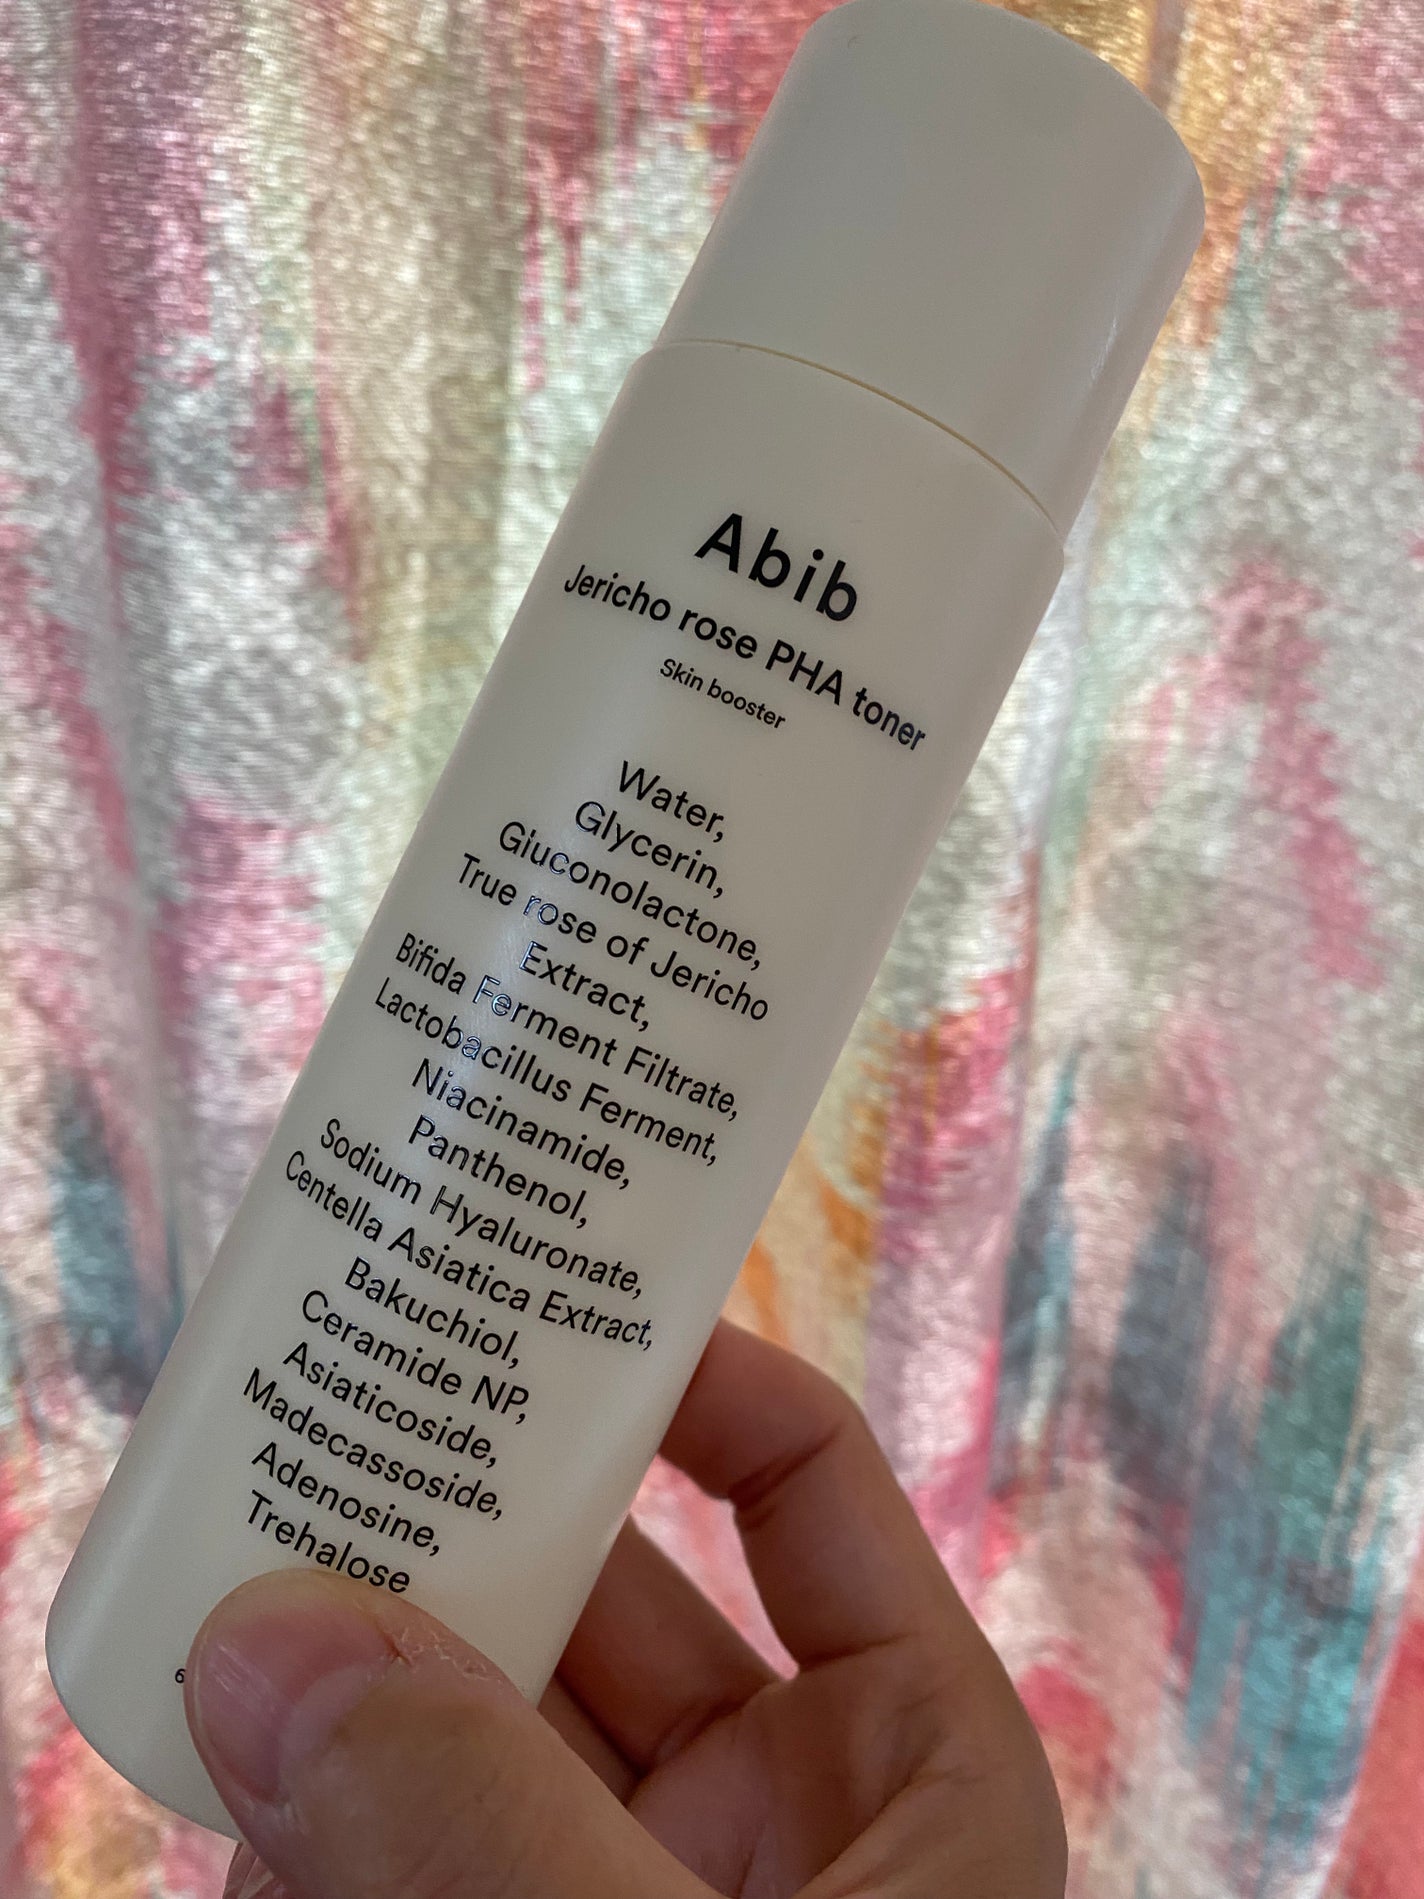 Abib
Jericho rose PHA toner
Skin booster
Water,
Glycerin,
Gluconolactone,
True rose of Jericho
Extract,
Bifida Ferment Filtrate,
Lactobacillus Ferment,
Niacinamide,
Panthenol,
Sodium Hyaluronate,
Centella Asiatica Extract,
Bakuchiol,
Ceramide NP,
Asiaticoside,
Madecassoside,
Adenosine,
Trehalose